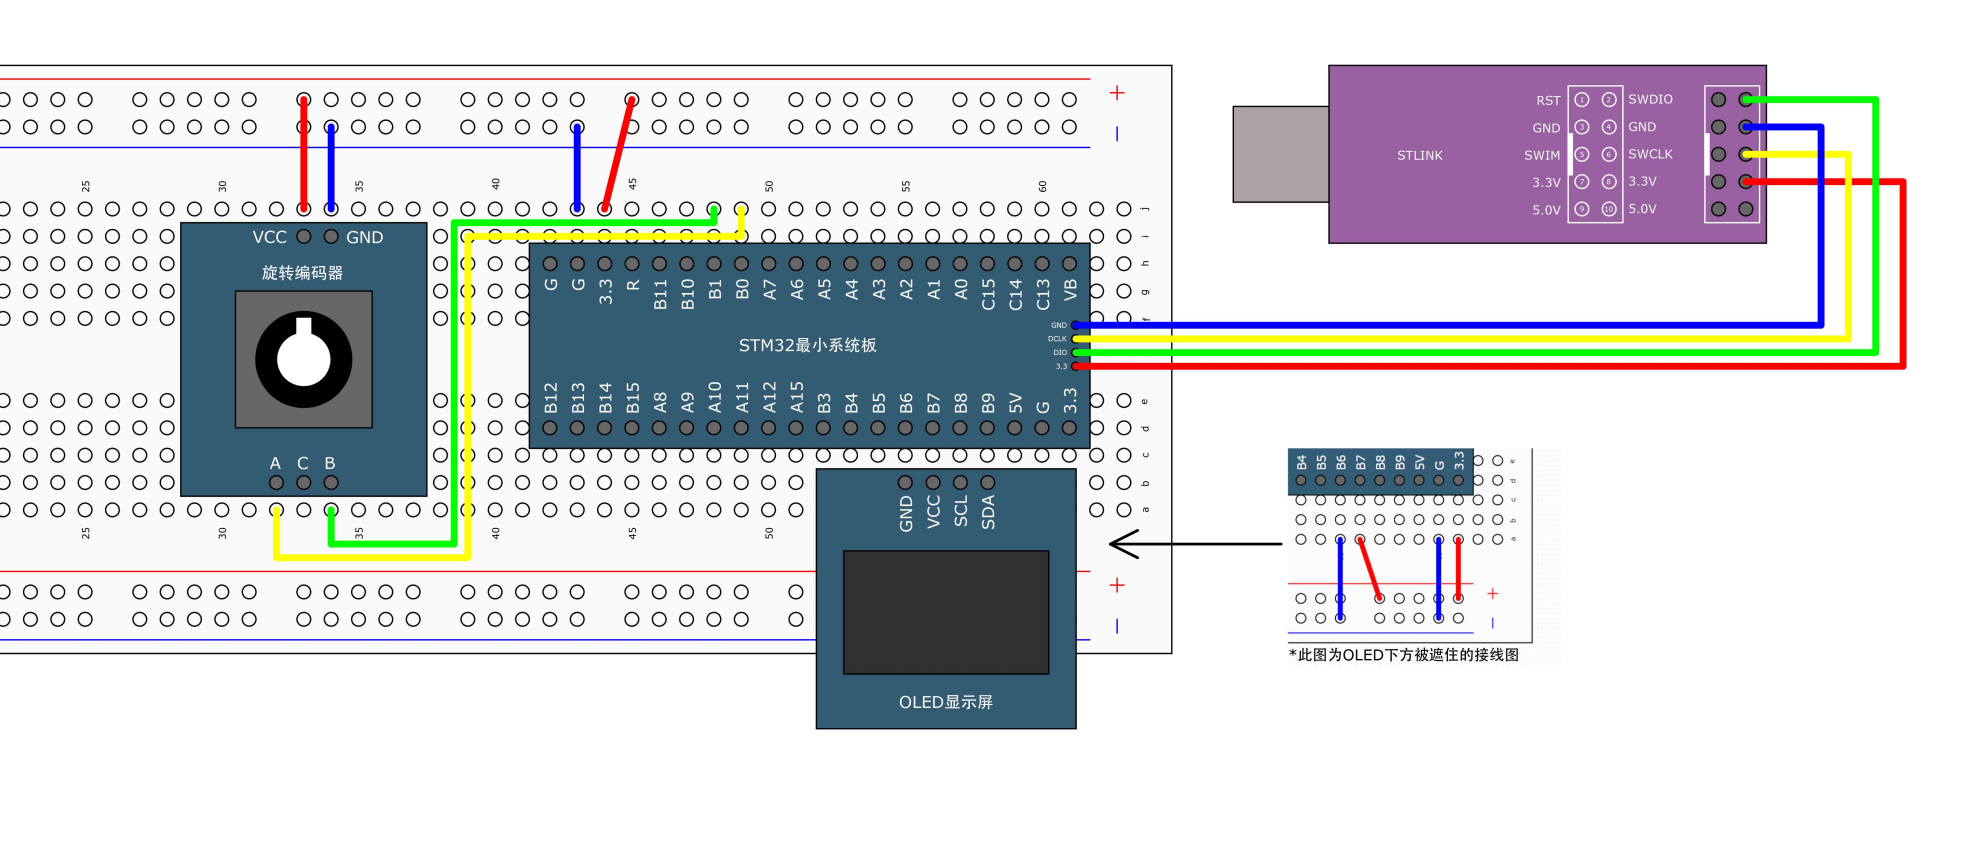 +
−
25
30
35
40
45
50
55
60
j
i
h
g
f
e
d
c
b
a
VCC
GND
旋转编码器
A
C
B
G
G
3.3
R
B11
B10
B1
B0
A7
A6
A5
A4
A3
A2
A1
A0
C15
C14
C13
VB
GND
DCLK
DIO
3.3
STM32最小系统板
B12
B13
B14
B15
A8
A9
A10
A11
A12
A15
B3
B4
B5
B6
B7
B8
B9
5V
G
3.3
25
30
35
40
45
50
+
−
GND
VCC
SCL
SDA
OLED显示屏
STLINK
RST 1 2 SWDIO
GND 3 4 GND
SWIM 5 6 SWCLK
3.3V 7 8 3.3V
5.0V 9 10 5.0V
B4
B5
B6
B7
B8
B9
5V
G
3.3
e
d
c
b
a
+
−
*此图为OLED下方被遮住的接线图